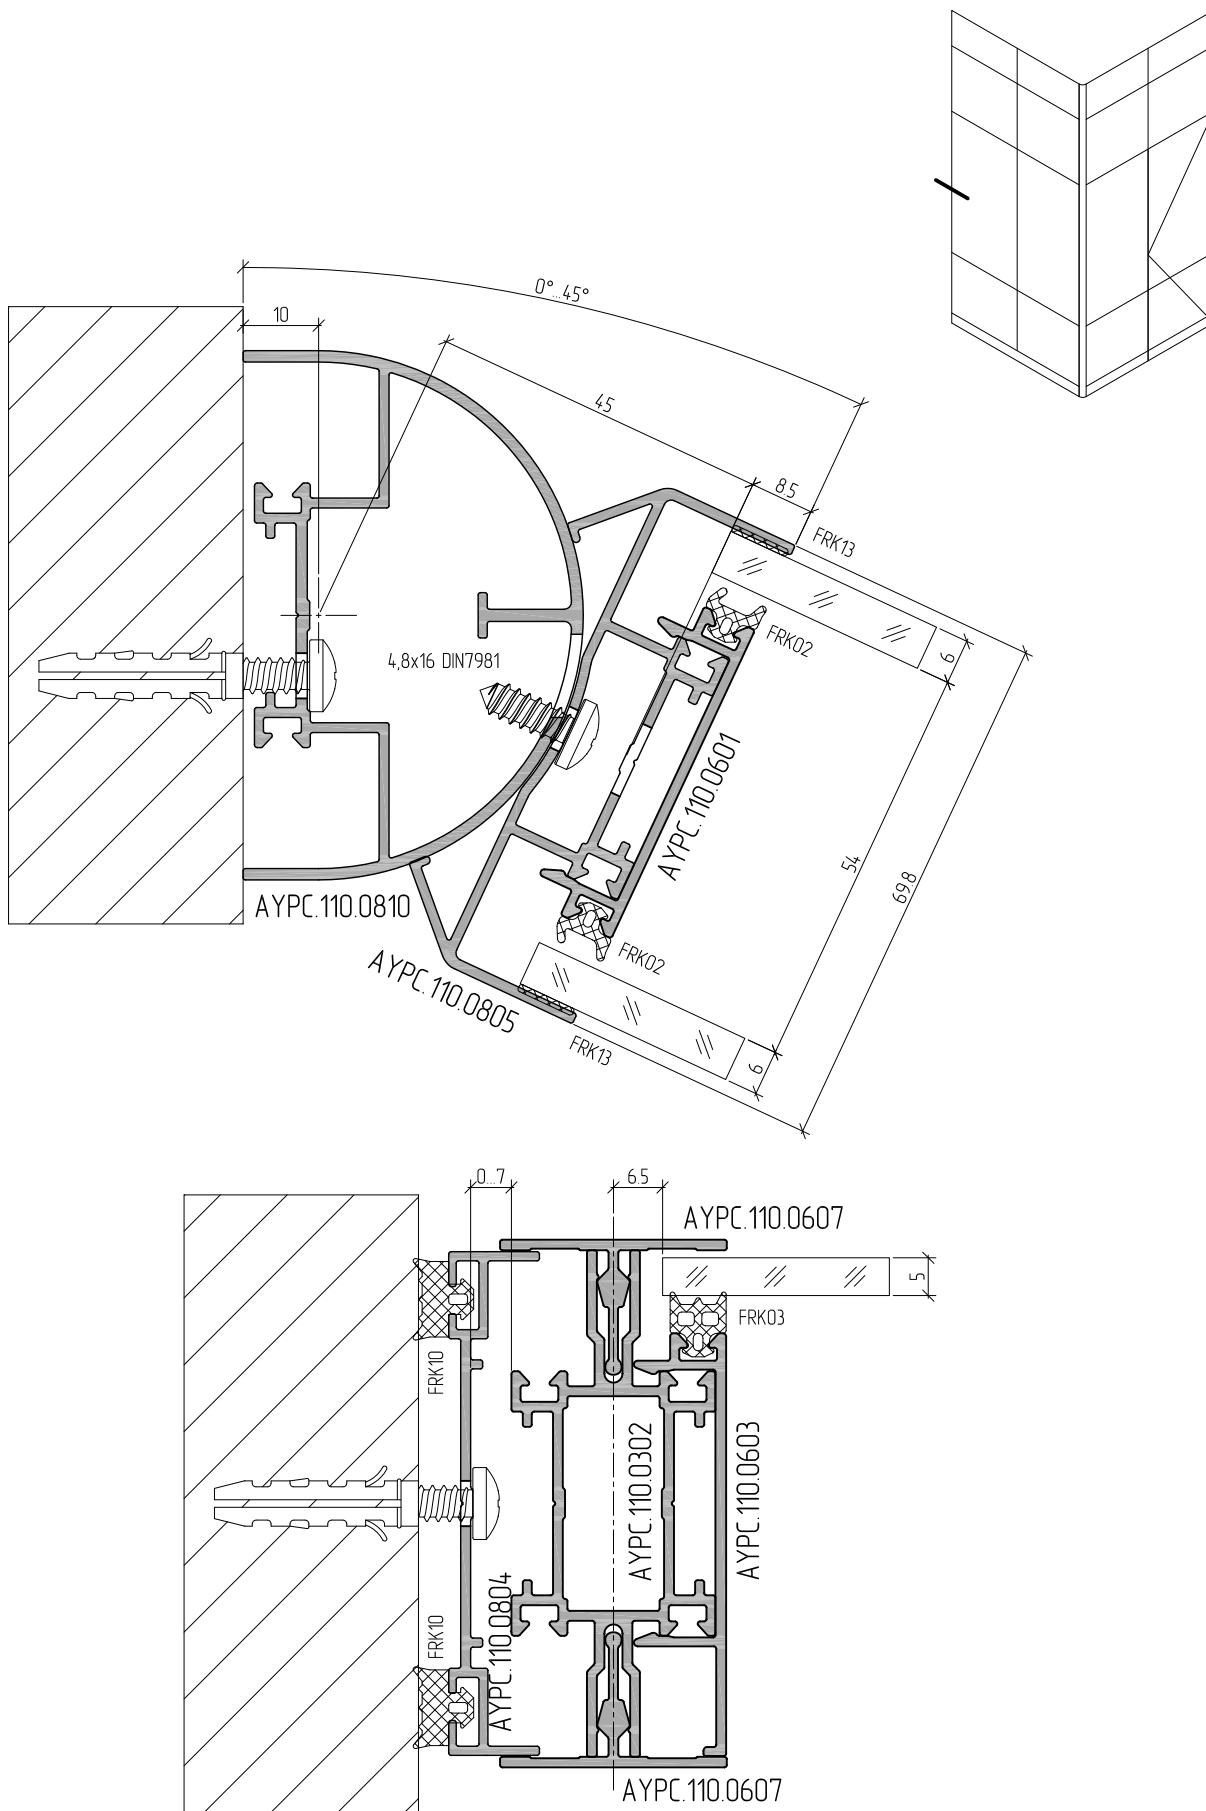 0°...45°
10
45
8.5
FRK13
FRK02
6
4,8x16 DIN7981
AYPC.110.0601
54
69.8
AYPC.110.0810
FRK02
AYPC.110.0805
FRK13
6
0...7
6.5
AYPC.110.0607
5
FRK03
FRK10
AYPC.110.0302
AYPC.110.0603
FRK10
AYPC.110.0804
AYPC.110.0607